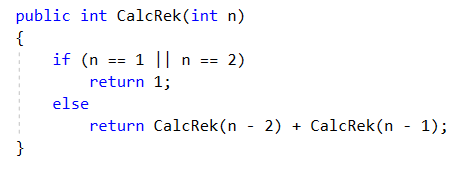 public int CalcRek(int n)
{
    if (n == 1 || n == 2)
        return 1;
    else
        return CalcRek(n - 2) + CalcRek(n - 1);
}